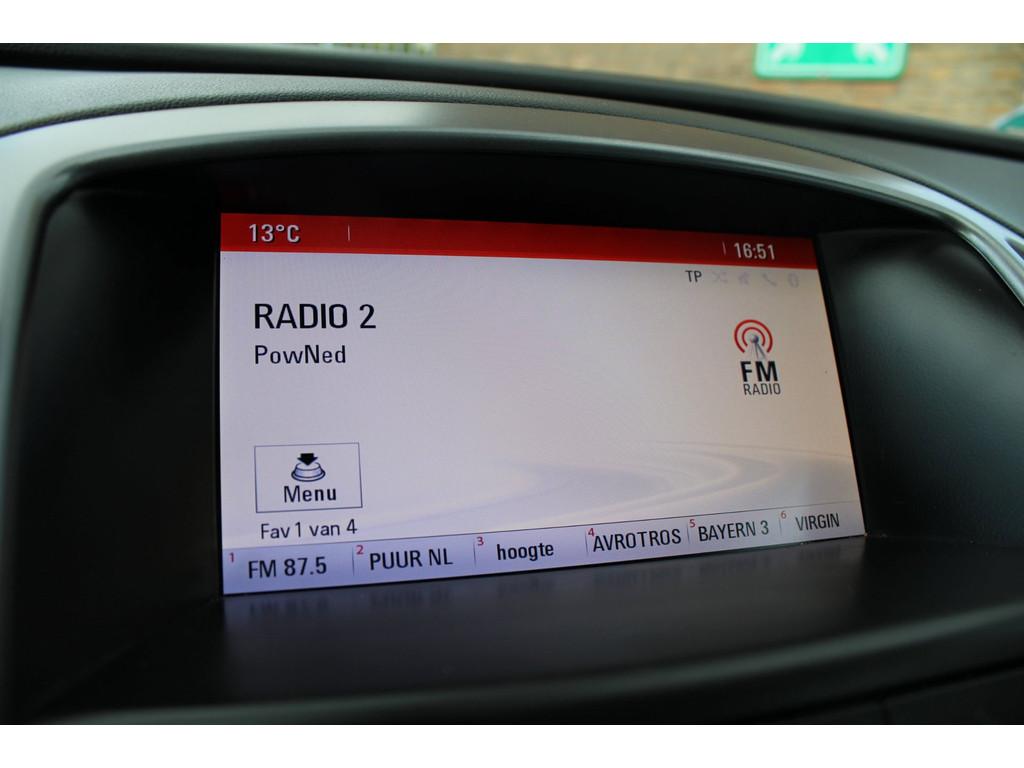 13°C 16:51
TP
RADIO 2
PowNed
FM
RADIO
Menu
Fav 1 van 4
1 FM 87.5 2 PUUR NL 3 hoogte 4 AVROTROS 5 BAYERN 3 6 VIRGIN